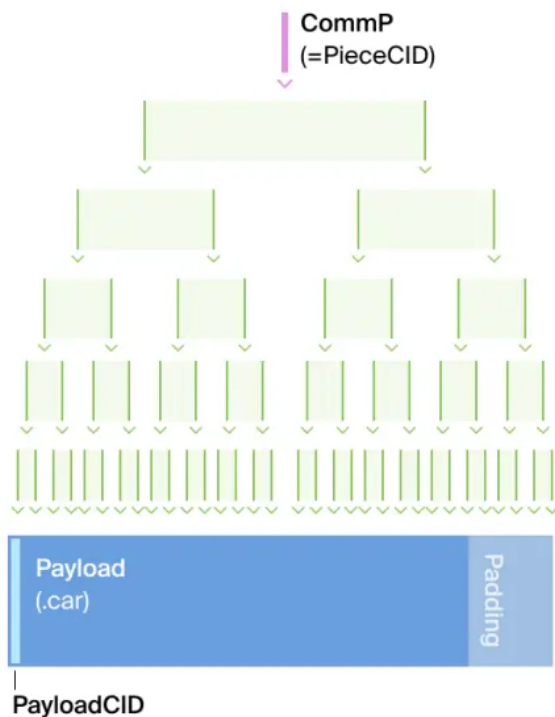 CommP
(=PieceCID)
Payload
(.car)
Padding
PayloadCID